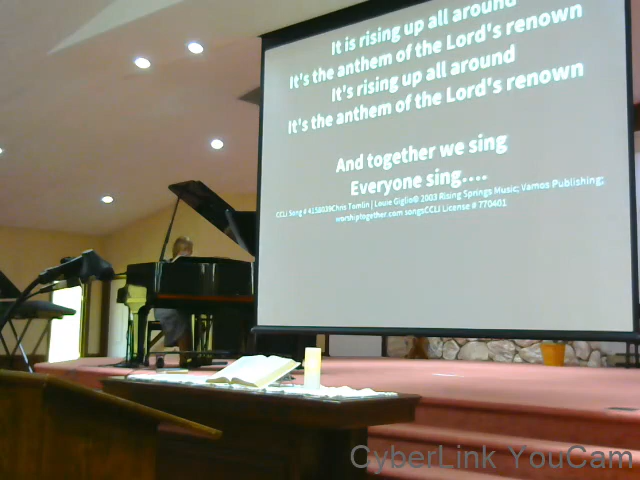 It is rising up all around
It's the anthem of the Lord's renown
It's rising up all around
It's the anthem of the Lord's renown
And together we sing
Everyone sing....
CCLI Song # 4158039Chris Tomlin | Louie Giglio© 2003 Rising Springs Music; Vamos Publishing;
worshiptogether.com songsCCLI License # 770401
CyberLink YouCam